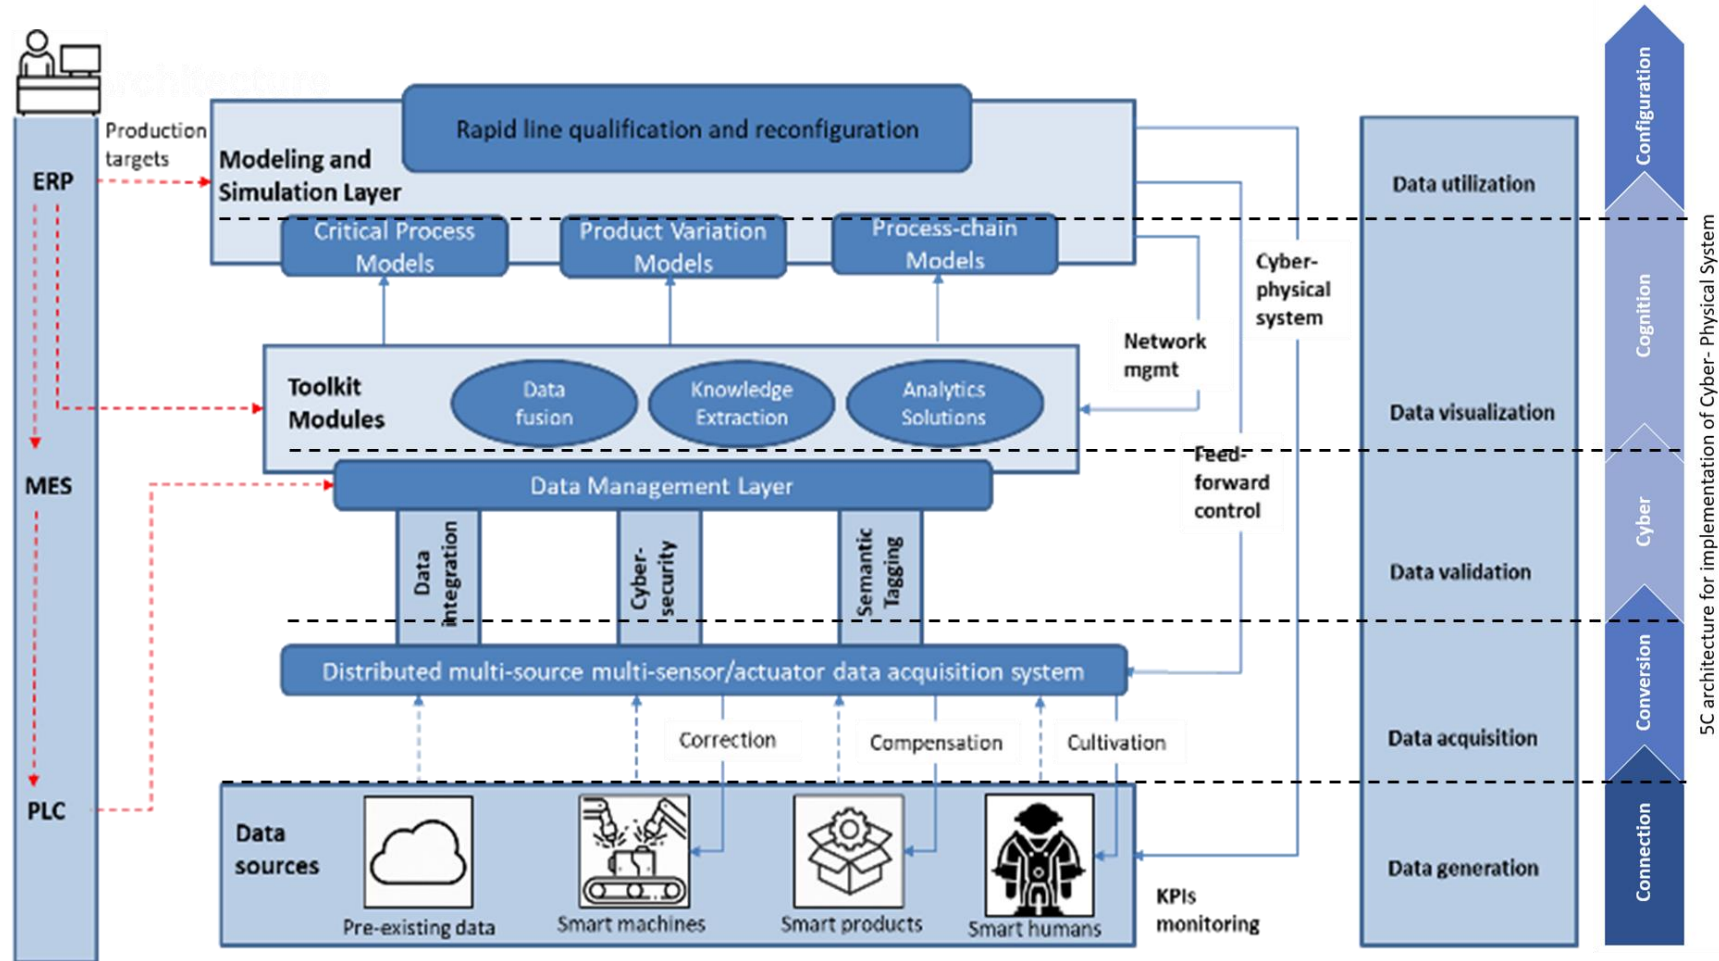 architecture
ERP
MES
PLC
Production
targets
Modeling and
Simulation Layer
Rapid line qualification and reconfiguration
Critical Process
Models
Product Variation
Models
Process-chain
Models
Toolkit
Modules
Data
fusion
Knowledge
Extraction
Analytics
Solutions
Data Management Layer
Data
integration
Cyber-
security
Semantic
Tagging
Distributed multi-source multi-sensor/actuator data acquisition system
Correction
Compensation
Cultivation
Data
sources
Pre-existing data
Smart machines
Smart products
Smart humans
Network
mgmt
Cyber-
physical
system
Feed-
forward
control
KPIs
monitoring
Data utilization
Data visualization
Data validation
Data acquisition
Data generation
Configuration
Cognition
Cyber
Conversion
Connection
5C architecture for implementation of Cyber- Physical System